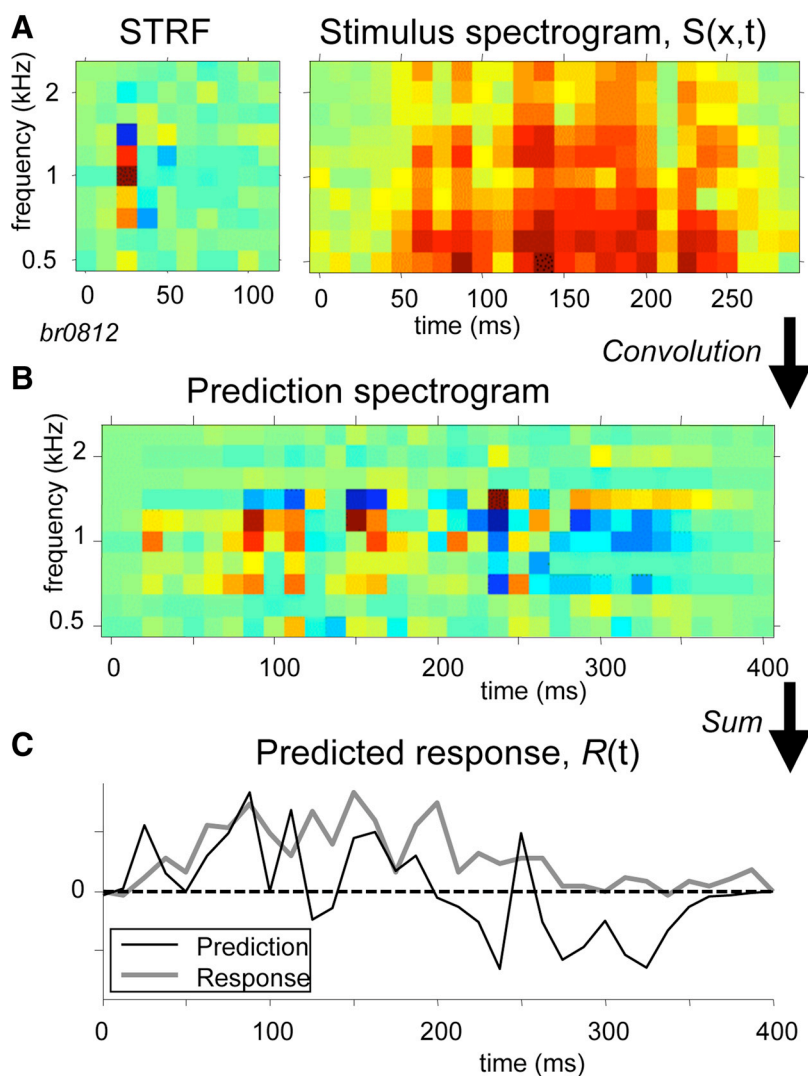 A
STRF
Stimulus spectrogram, S(x,t)
frequency (kHz)
2
1
0.5
0 50 100
0 50 100 150 200 250
time (ms)
br0812
Convolution
B
Prediction spectrogram
frequency (kHz)
2
1
0.5
0 100 200 300 400
time (ms)
Sum
C
Predicted response, R(t)
0
Prediction
Response
0 100 200 300 400
time (ms)